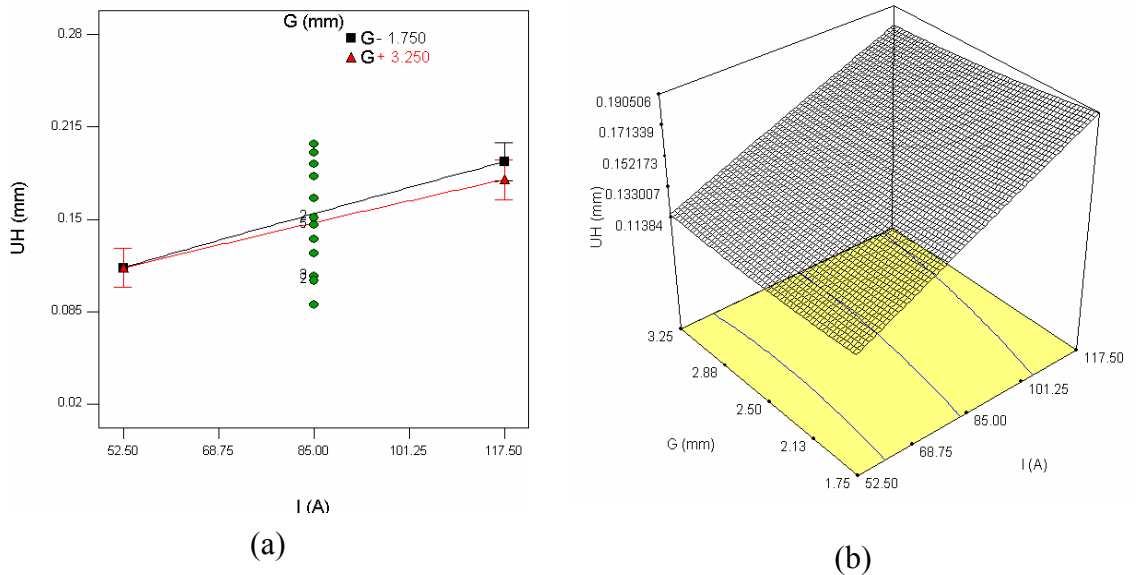 G (mm)
G- 1.750
G+ 3.250
0.28
0.215
0.15
0.085
0.02
UH (mm)
2
5
2
52.50
68.75
85.00
101.25
117.50
I (A)
(a)
0.190506
0.171339
0.152173
0.133007
0.11384
UH (mm)
3.25
2.88
2.50
2.13
1.75
G (mm)
52.50
68.75
85.00
101.25
117.50
I (A)
(b)